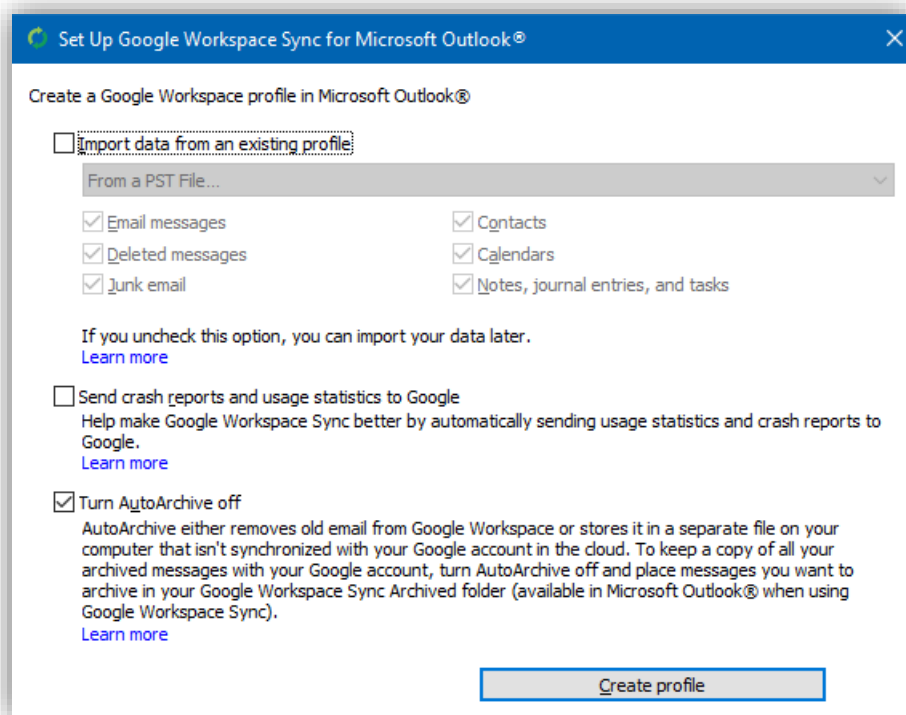 Set Up Google Workspace Sync for Microsoft Outlook®
Create a Google Workspace profile in Microsoft Outlook®
Import data from an existing profile
From a PST File...
Email messages
Contacts
Deleted messages
Calendars
Junk email
Notes, journal entries, and tasks
If you uncheck this option, you can import your data later.
Learn more
Send crash reports and usage statistics to Google
Help make Google Workspace Sync better by automatically sending usage statistics and crash reports to
Google.
Learn more
Turn AutoArchive off
AutoArchive either removes old email from Google Workspace or stores it in a separate file on your
computer that isn't synchronized with your Google account in the cloud. To keep a copy of all your
archived messages with your Google account, turn AutoArchive off and place messages you want to
archive in your Google Workspace Sync Archived folder (available in Microsoft Outlook® when using
Google Workspace Sync).
Learn more
Create profile